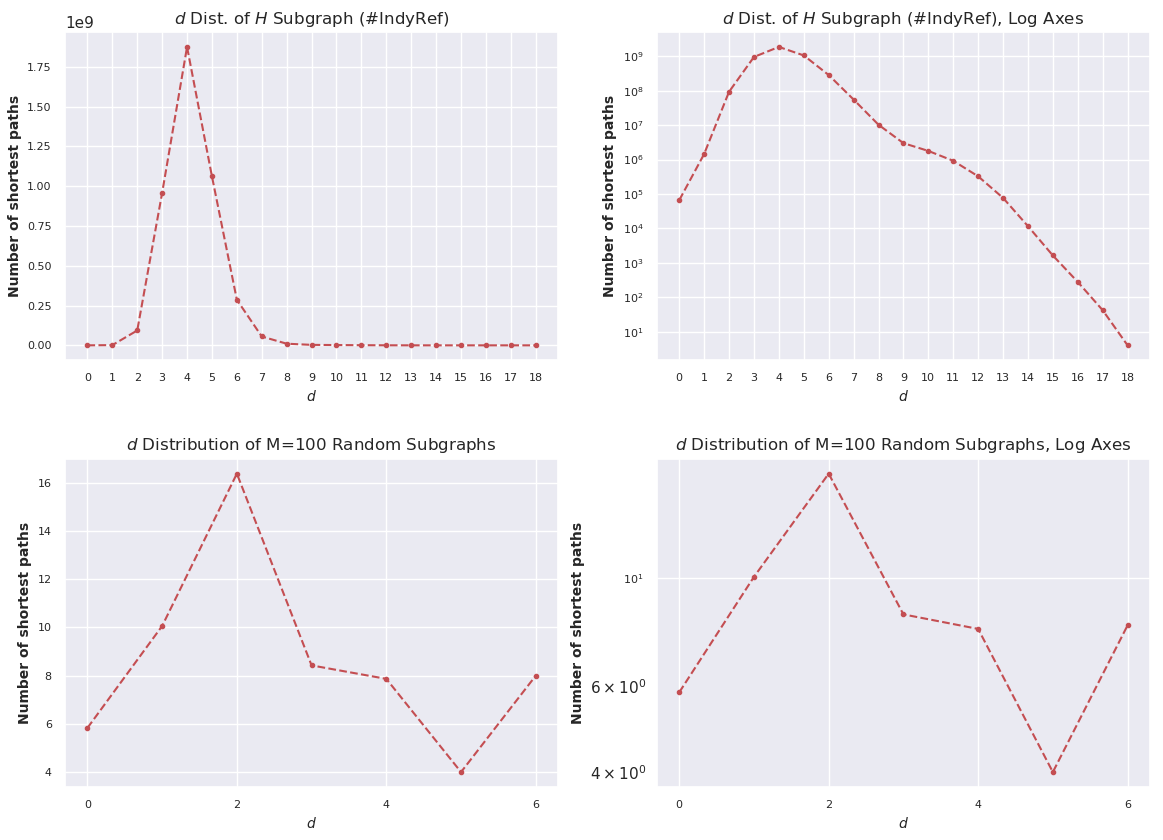 d Dist. of H Subgraph (#IndyRef)
1e9
Number of shortest paths
1.75
1.50
1.25
1.00
0.75
0.50
0.25
0.00
0 1 2 3 4 5 6 7 8 9 10 11 12 13 14 15 16 17 18
d
d Dist. of H Subgraph (#IndyRef), Log Axes
Number of shortest paths
10⁹
10⁸
10⁷
10⁶
10⁵
10⁴
10³
10²
10¹
0 1 2 3 4 5 6 7 8 9 10 11 12 13 14 15 16 17 18
d
d Distribution of M=100 Random Subgraphs
Number of shortest paths
16
14
12
10
8
6
4
0 2 4 6
d
d Distribution of M=100 Random Subgraphs, Log Axes
Number of shortest paths
10¹
6 × 10⁰
4 × 10⁰
0 2 4 6
d